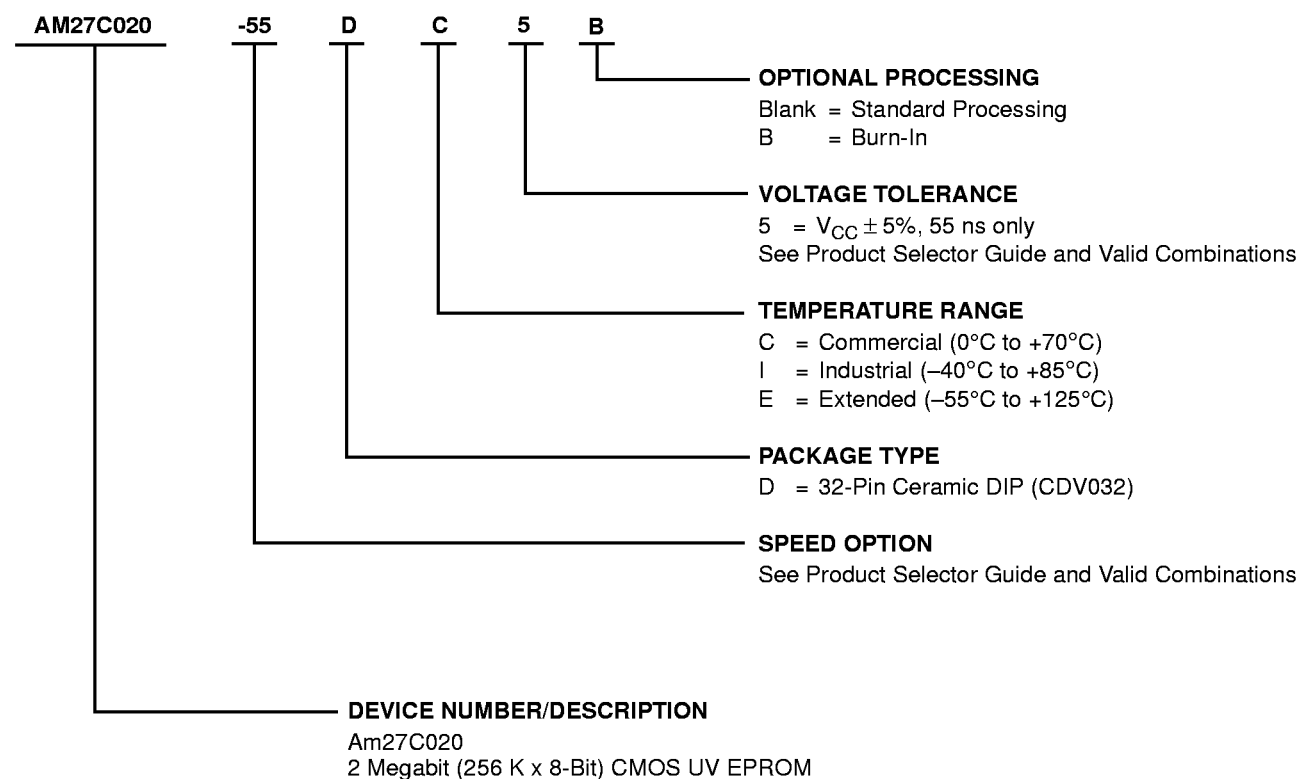 AM27C020 -55 D C 5 B
OPTIONAL PROCESSING
Blank = Standard Processing
B = Burn-In
VOLTAGE TOLERANCE
5 = VCC ± 5%, 55 ns only
See Product Selector Guide and Valid Combinations
TEMPERATURE RANGE
C = Commercial (0°C to +70°C)
I = Industrial (–40°C to +85°C)
E = Extended (–55°C to +125°C)
PACKAGE TYPE
D = 32-Pin Ceramic DIP (CDV032)
SPEED OPTION
See Product Selector Guide and Valid Combinations
DEVICE NUMBER/DESCRIPTION
Am27C020
2 Megabit (256 K x 8-Bit) CMOS UV EPROM